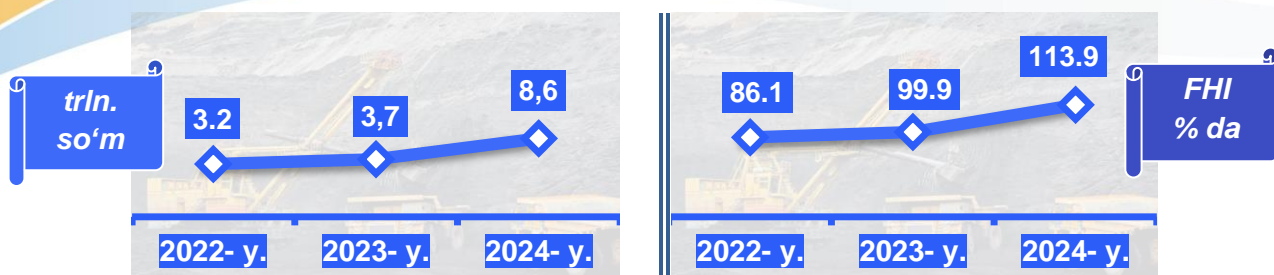 trln.
so‘m
3.2
3,7
8,6
2022- y.
2023- y.
2024- y.
86.1
99.9
113.9
2022- y.
2023- y.
2024- y.
FHI
% da